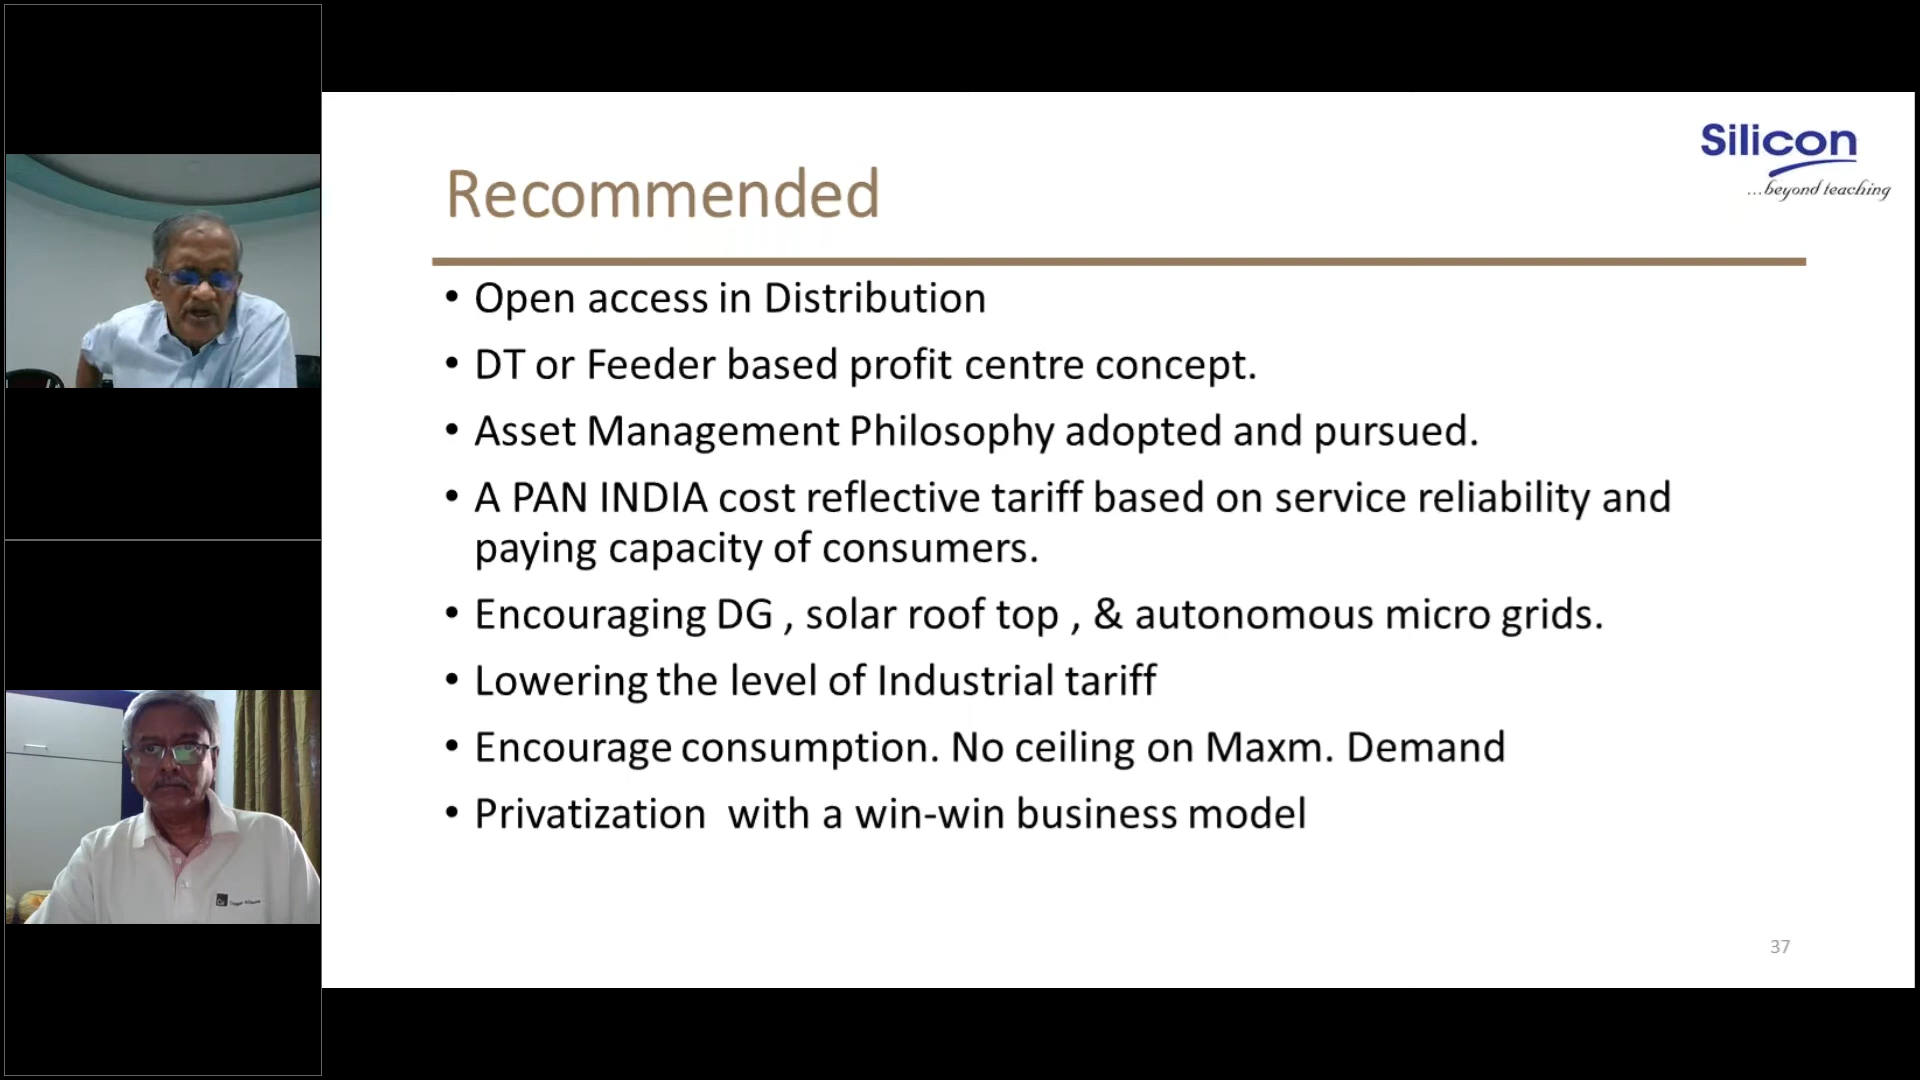 Silicon
...beyond teaching
Recommended
• Open access in Distribution
• DT or Feeder based profit centre concept.
• Asset Management Philosophy adopted and pursued.
• A PAN INDIA cost reflective tariff based on service reliability and
paying capacity of consumers.
• Encouraging DG , solar roof top , & autonomous micro grids.
• Lowering the level of Industrial tariff
• Encourage consumption. No ceiling on Maxm. Demand
• Privatization with a win-win business model
37